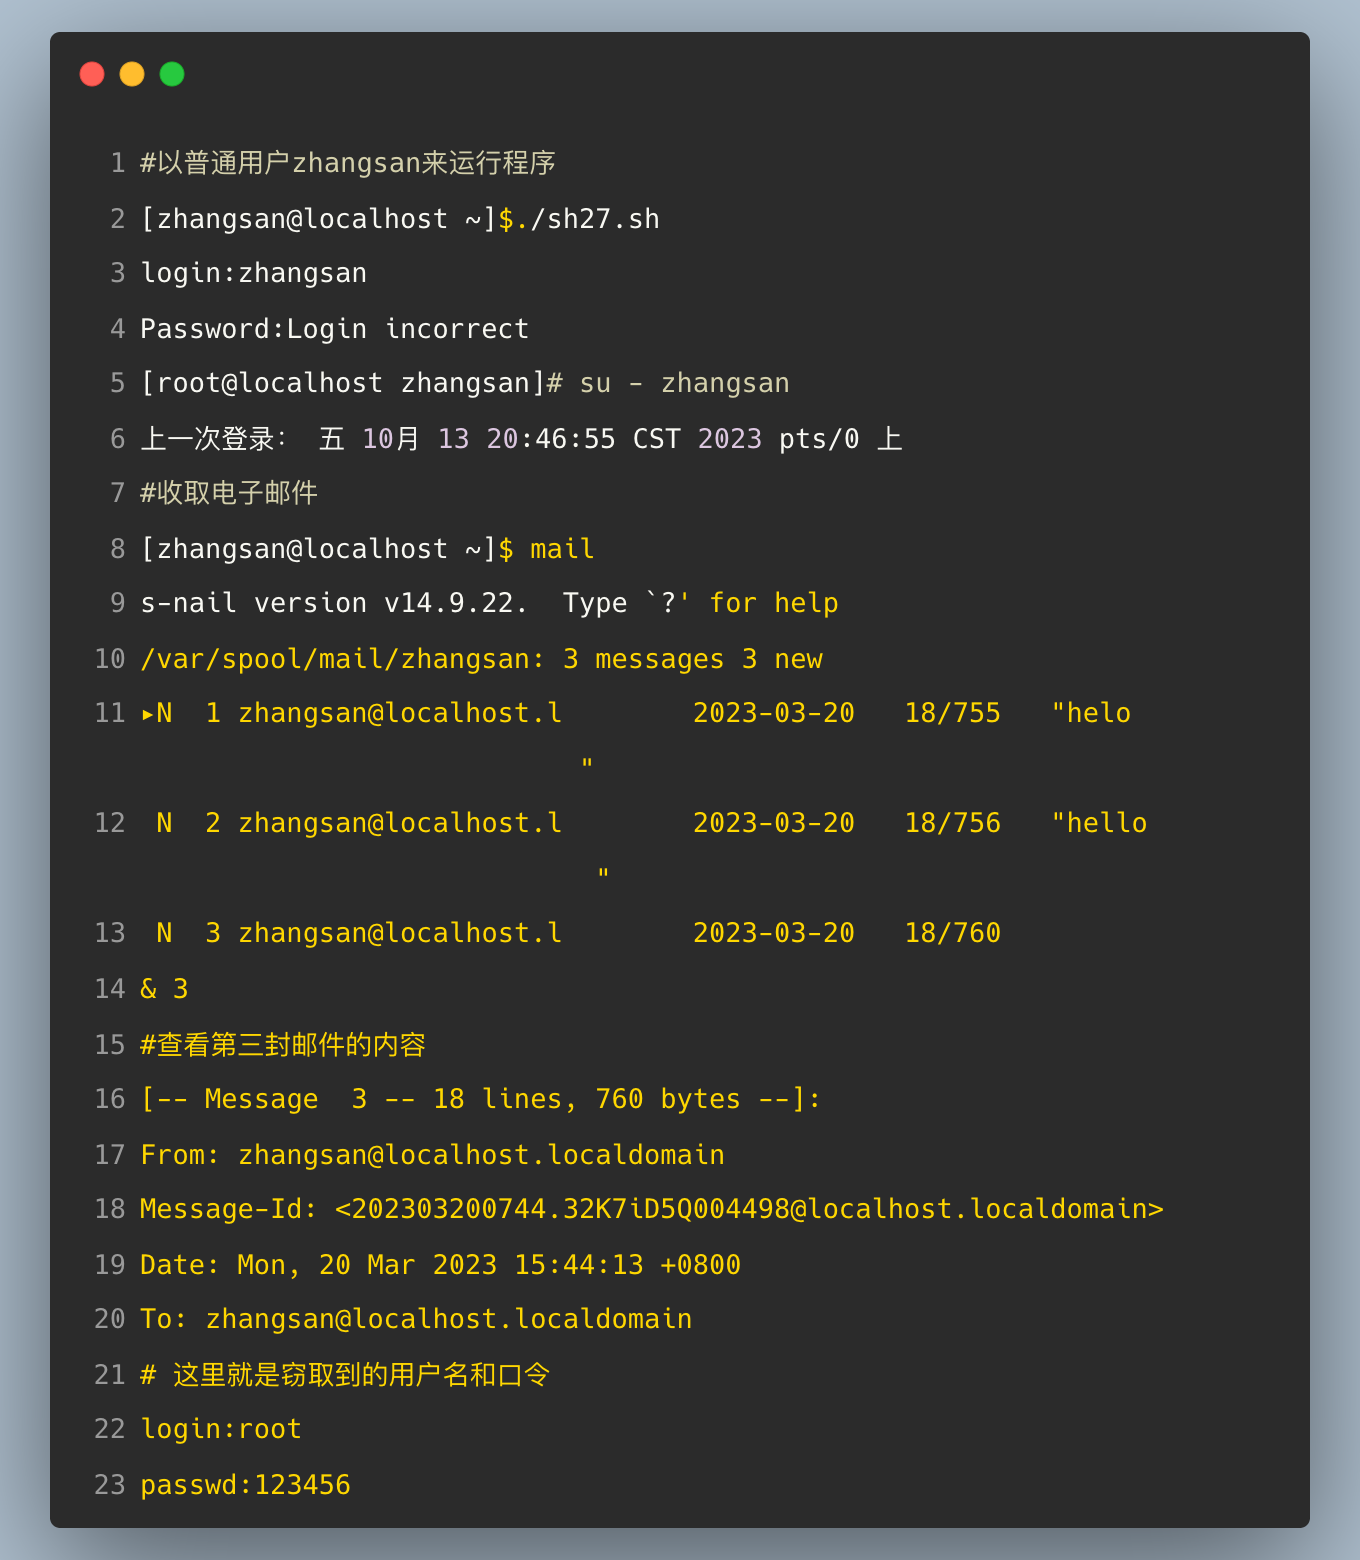 1 #以普通用户zhangsan来运行程序
2 [zhangsan@localhost ~]$./sh27.sh
3 login:zhangsan
4 Password:Login incorrect
5 [root@localhost zhangsan]# su - zhangsan
6 上一次登录： 五 10月 13 20:46:55 CST 2023 pts/0 上
7 #收取电子邮件
8 [zhangsan@localhost ~]$ mail
9 s-nail version v14.9.22.  Type `?' for help
10 /var/spool/mail/zhangsan: 3 messages 3 new
11 ▸N  1 zhangsan@localhost.l        2023-03-20   18/755   "helo
"
12  N  2 zhangsan@localhost.l        2023-03-20   18/756   "hello
"
13  N  3 zhangsan@localhost.l        2023-03-20   18/760
14 & 3
15 #查看第三封邮件的内容
16 [-- Message  3 -- 18 lines, 760 bytes --]:
17 From: zhangsan@localhost.localdomain
18 Message-Id: <202303200744.32K7iD5Q004498@localhost.localdomain>
19 Date: Mon, 20 Mar 2023 15:44:13 +0800
20 To: zhangsan@localhost.localdomain
21 # 这里就是窃取到的用户名和口令
22 login:root
23 passwd:123456